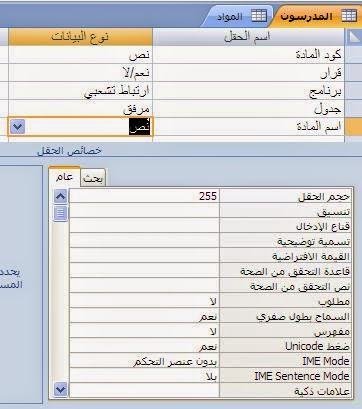 المدرسون المواد
اسم الحقل نوع البيانات
كود المادة نص
قرار نعم/لا
برنامج ارتباط تشعبي
جدول مرفق
اسم المادة نص
خصائص الحقل
عام بحث
حجم الحقل 255
تنسيق
قناع الإدخال
تسمية توضيحية
القيمة الافتراضية
قاعدة التحقق من الصحة
نص التحقق من الصحة
مطلوب لا
السماح بطول صفري نعم
مفهرس لا
ضغط Unicode نعم
IME Mode بدون عنصر التحكم
IME Sentence Mode بلا
علامات ذكية
يحدد